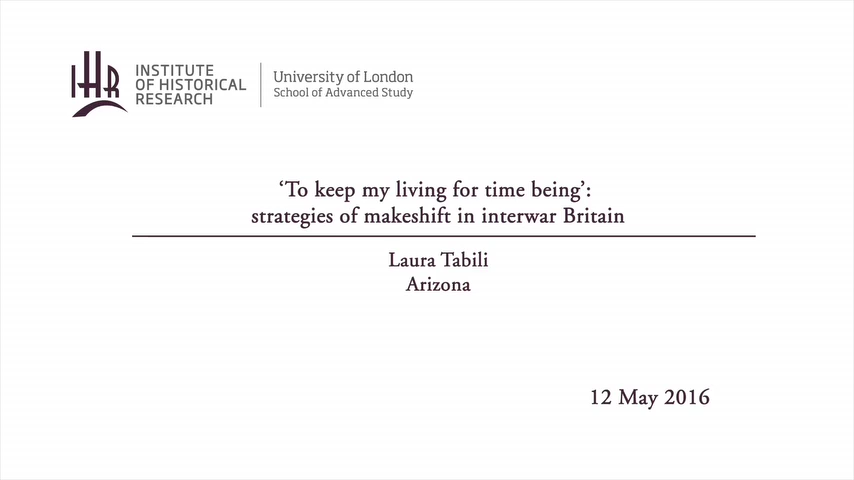 IHR
INSTITUTE
OF HISTORICAL
RESEARCH
University of London
School of Advanced Study
‘To keep my living for time being’:
strategies of makeshift in interwar Britain
Laura Tabili
Arizona
12 May 2016